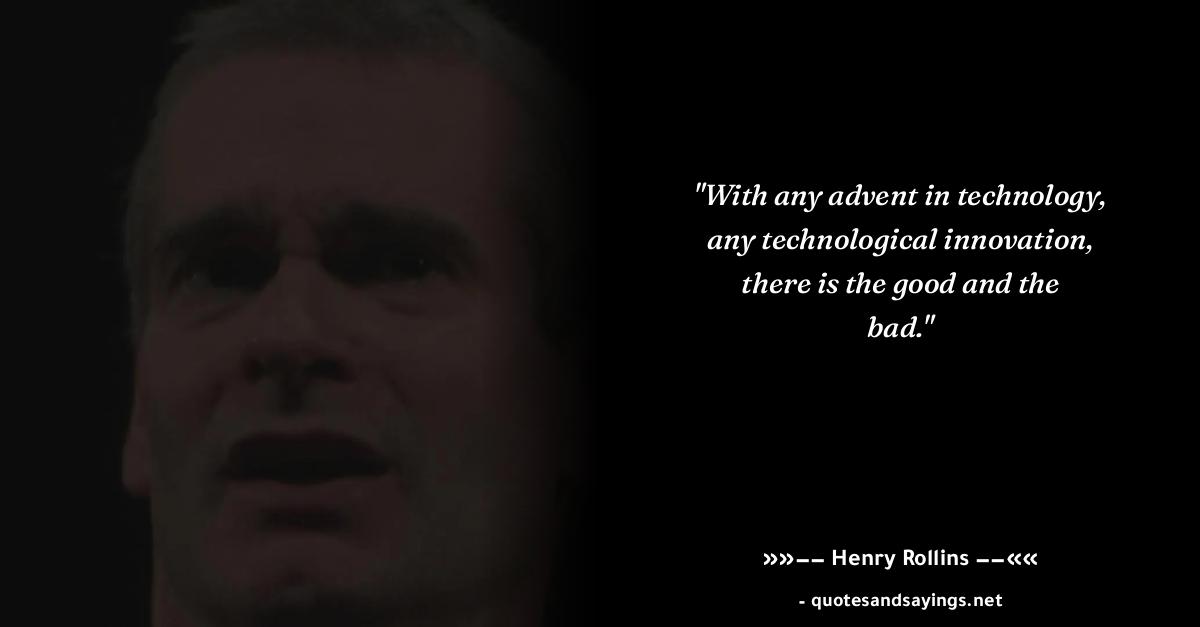 "With any advent in technology,
any technological innovation,
there is the good and the
bad."
»»–– Henry Rollins ––««
- quotesandsayings.net